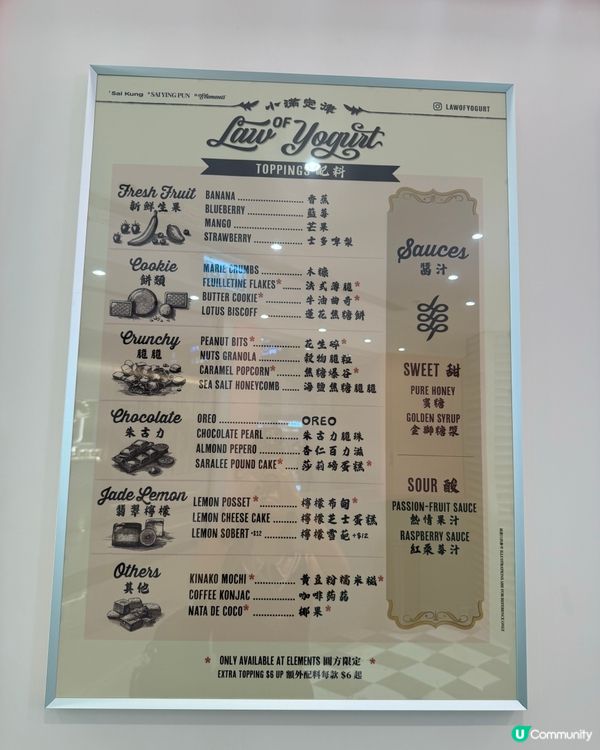 Sai Kung SAI YING PUN Elements
LAWOFYOGURT
小滿定律
Law OF Yogurt
TOPPINGS 配料
Fresh Fruit
新鮮生果
BANANA 香蕉
BLUEBERRY 藍莓
MANGO 芒果
STRAWBERRY 士多啤梨
Cookie
餅類
MARIE CRUMBS 木糠
FLUILLETINE FLAKES* 法式薄脆*
BUTTER COOKIE* 牛油曲奇*
LOTUS BISCOFF 蓮花焦糖餅
Crunchy
脆脆
PEANUT BITS* 花生碎*
NUTS GRANOLA 穀物脆粒
CARAMEL POPCORN* 焦糖爆谷*
SEA SALT HONEYCOMB 海鹽焦糖脆脆
Chocolate
朱古力
OREO OREO
CHOCOLATE PEARL 朱古力脆珠
ALMOND PEPERO 杏仁百力滋
SARALEE POUND CAKE* 莎莉磅蛋糕*
Jade Lemon
翡翠檸檬
LEMON POSSET* 檸檬布甸*
LEMON CHEESE CAKE 檸檬芝士蛋糕
LEMON SOBERT +$12 檸檬雪葩 +$12
Others
其他
KINAKO MOCHI* 黃豆粉糯米糍*
COFFEE KONJAC 咖啡蒟蒻
NATA DE COCO* 椰果*
Sauces
醬汁
SWEET 甜
PURE HONEY
蜜糖
GOLDEN SYRUP
金獅糖漿
SOUR 酸
PASSION-FRUIT SAUCE
熱情果汁
RASPBERRY SAUCE
紅桑莓汁
* ONLY AVAILABLE AT ELEMENTS 圓方限定 *
EXTRA TOPPING $6 UP 額外配料每款 $6 起
U Community